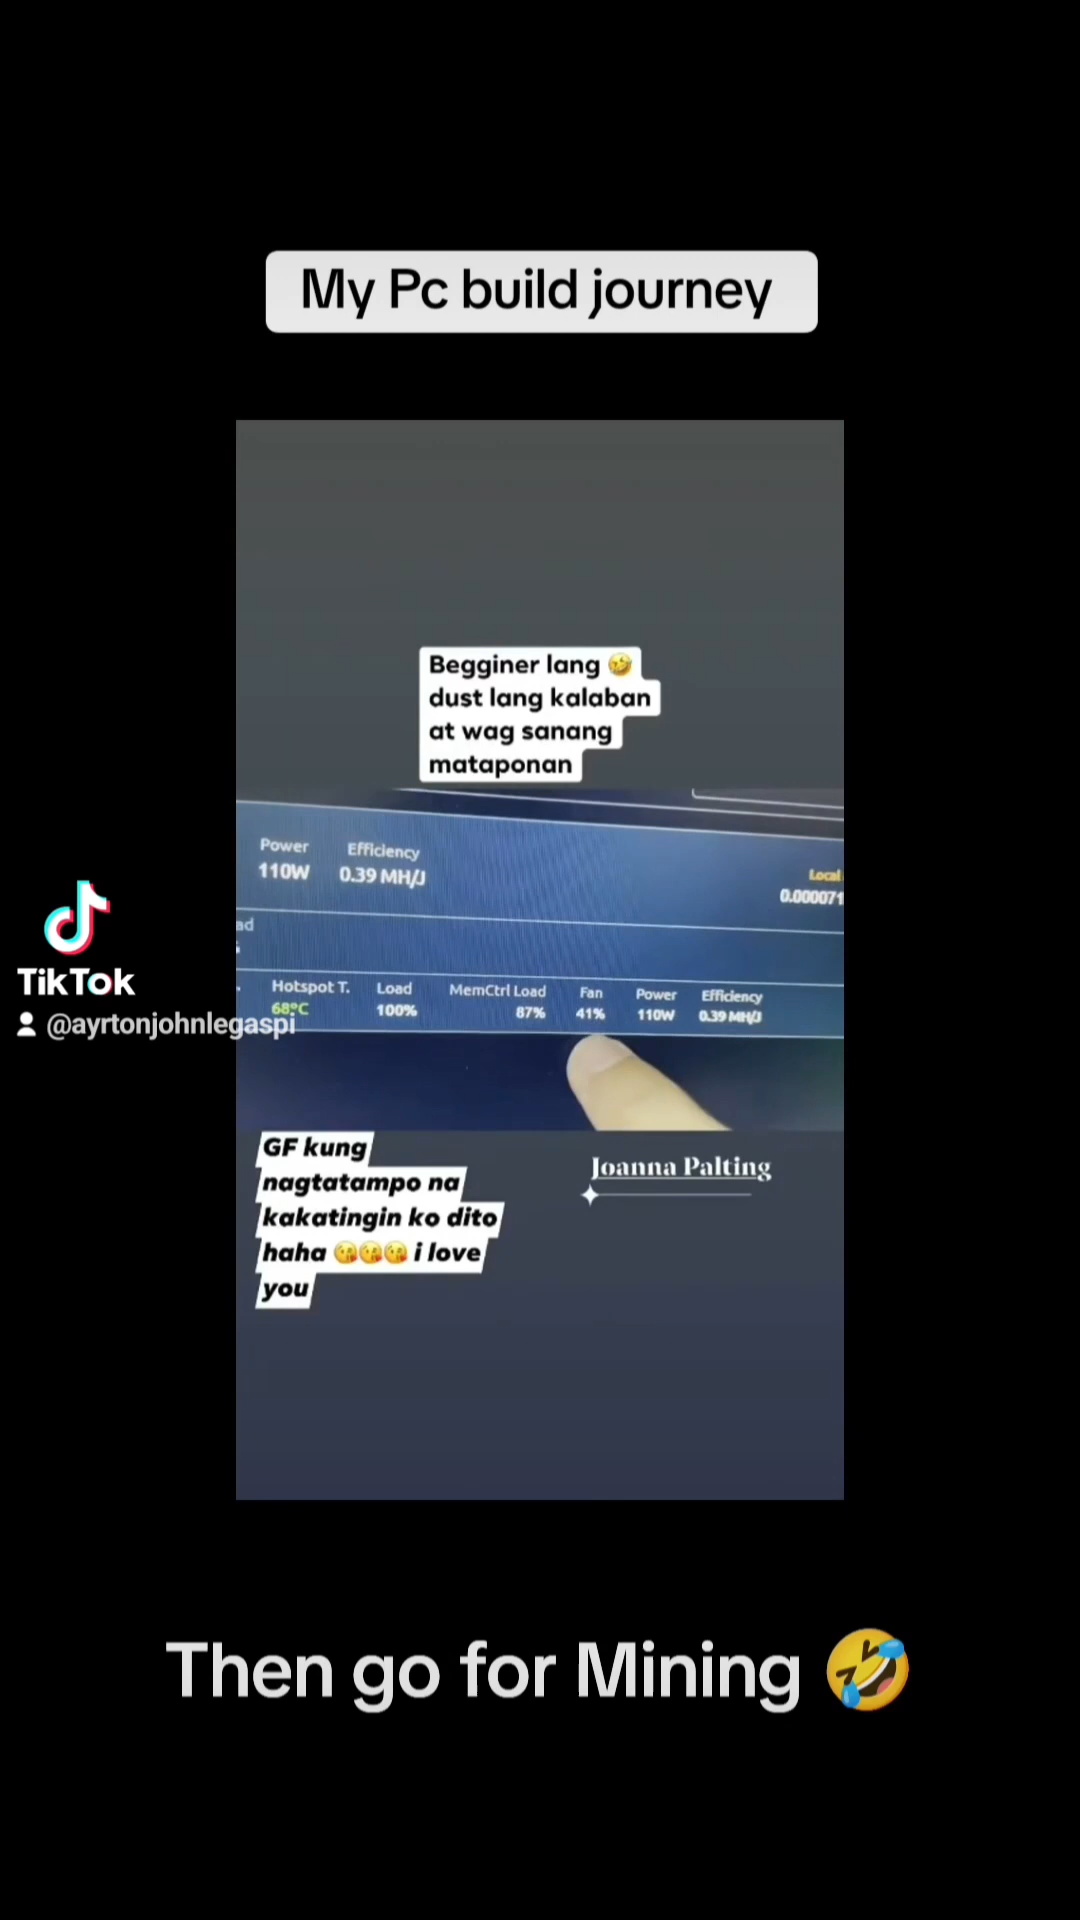 My Pc build journey
Begginer lang 🤣
dust lang kalaban
at wag sanang
mataponan
Power Efficiency
110W 0.39 MH/J
Local
0.000071
ad
Hotspot T. Load MemCtrl Load Fan Power Efficiency
68°C 100% 87% 41% 110W 0.39 MH/J
TikTok
@ayrtonjohnlegaspi
GF kung
nagtatampo na
kakatingin ko dito
haha 😘😘😘 i love
you
Joanna Palting
Then go for Mining 🤣